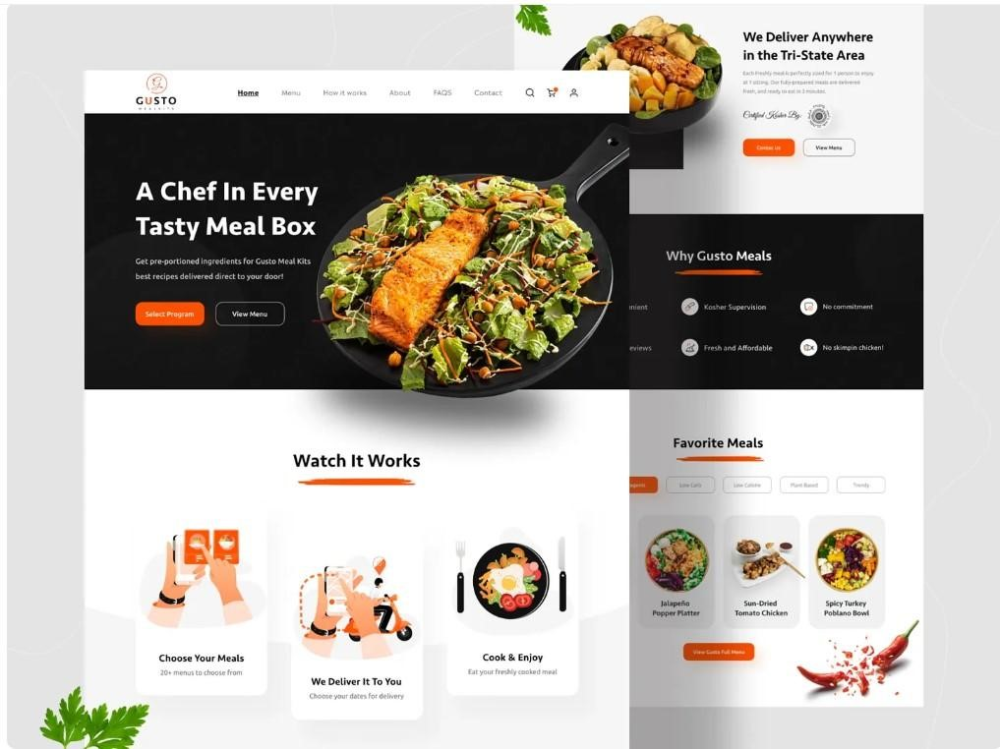 GUSTO
MEALKITS
Home
Menu
How it works
About
FAQS
Contact
A Chef In Every
Tasty Meal Box
Get pre-portioned ingredients for Gusto Meal Kits
best recipes delivered direct to your door!
Select Program
View Menu
Watch It Works
Choose Your Meals
20+ menus to choose from
We Deliver It To You
Choose your dates for delivery
Cook & Enjoy
Eat your freshly cooked meal
We Deliver Anywhere
in the Tri-State Area
Each Freshly meal is perfectly sized for 1 person to enjoy
at 1 sitting. Our fully-prepared meals are delivered
fresh, and ready to eat in 3 minutes.
Certified Kosher By:
Contact Us
View Menu
Why Gusto Meals
Kosher Supervision
No commitment
Fresh and Affordable
No skimpin chicken!
Favorite Meals
Low Carb
Low Calorie
Plant-Based
Trendy
Jalapeño
Popper Platter
Sun-Dried
Tomato Chicken
Spicy Turkey
Poblano Bowl
View Gusto Full Menu